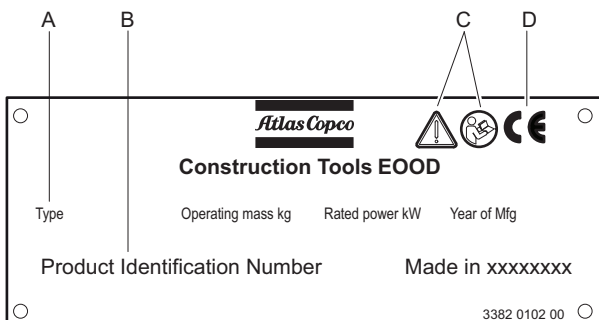 A B C D
Atlas Copco
CE
Construction Tools EOOD
Type Operating mass kg Rated power kW Year of Mfg
Product Identification Number Made in xxxxxxxx
3382 0102 00